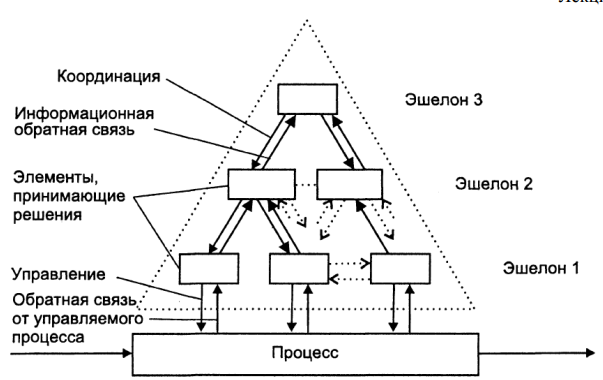 Координация
Эшелон 3
Информационная
обратная связь
Элементы,
принимающие
решения
Эшелон 2
Управление
Эшелон 1
Обратная связь
от управляемого
процесса
Процесс